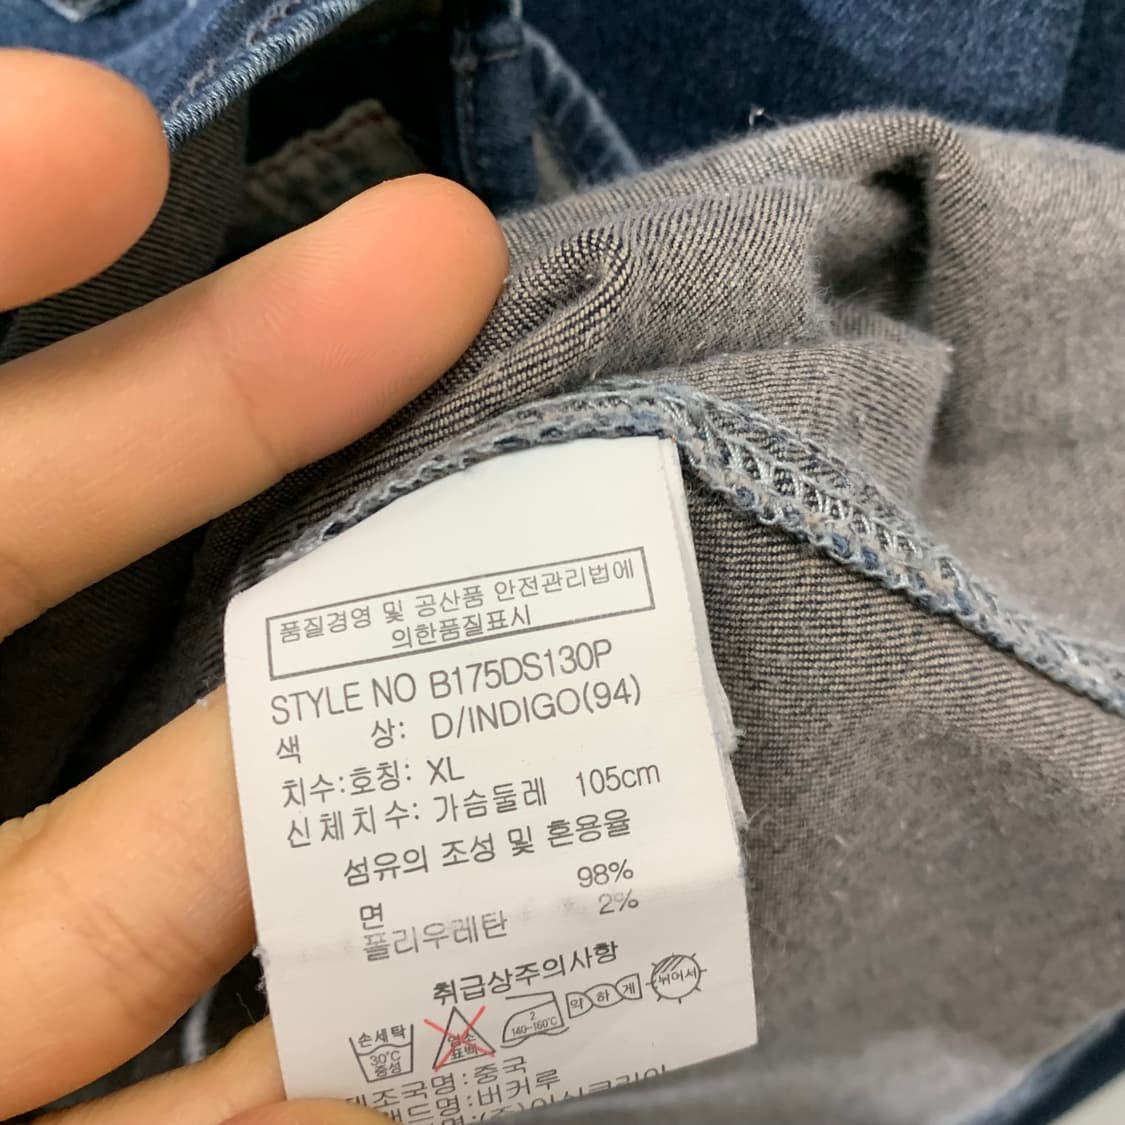 품질경영 및 공산품 안전관리법에
의한품질표시
STYLE NO B175DS130P
색 상: D/INDIGO(94)
치수:호칭: XL
신체치수: 가슴둘레 105cm
섬유의 조성 및 혼용율
면 98%
폴리우레탄 2%
취급상주의사항
손세탁 30℃ 중성
염소 표백
2 140~160℃
약하게
뉘어서
제조국명:중국
브랜드명:버커루